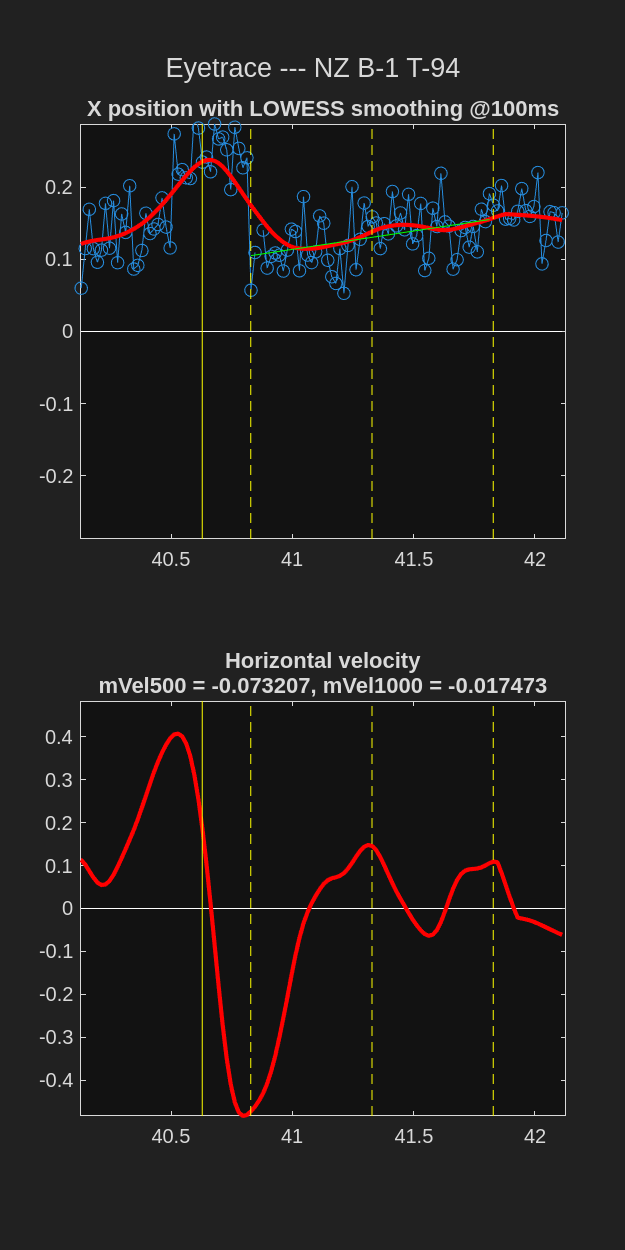 Eyetrace --- NZ B-1 T-94
X position with LOWESS smoothing @100ms
0.2
0.1
0
-0.1
-0.2
40.5 41 41.5 42
Horizontal velocity
mVel500 = -0.073207, mVel1000 = -0.017473
0.4
0.3
0.2
0.1
0
-0.1
-0.2
-0.3
-0.4
40.5 41 41.5 42